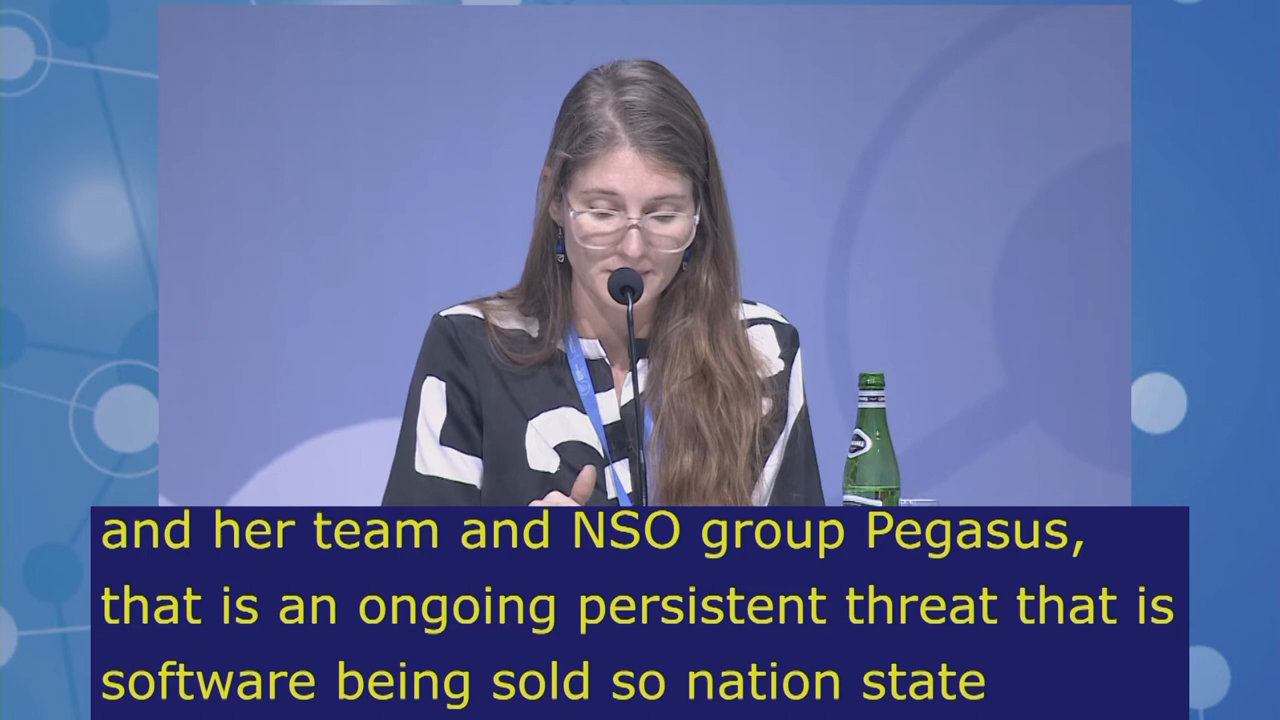 and her team and NSO group Pegasus,
that is an ongoing persistent threat that is
software being sold so nation state